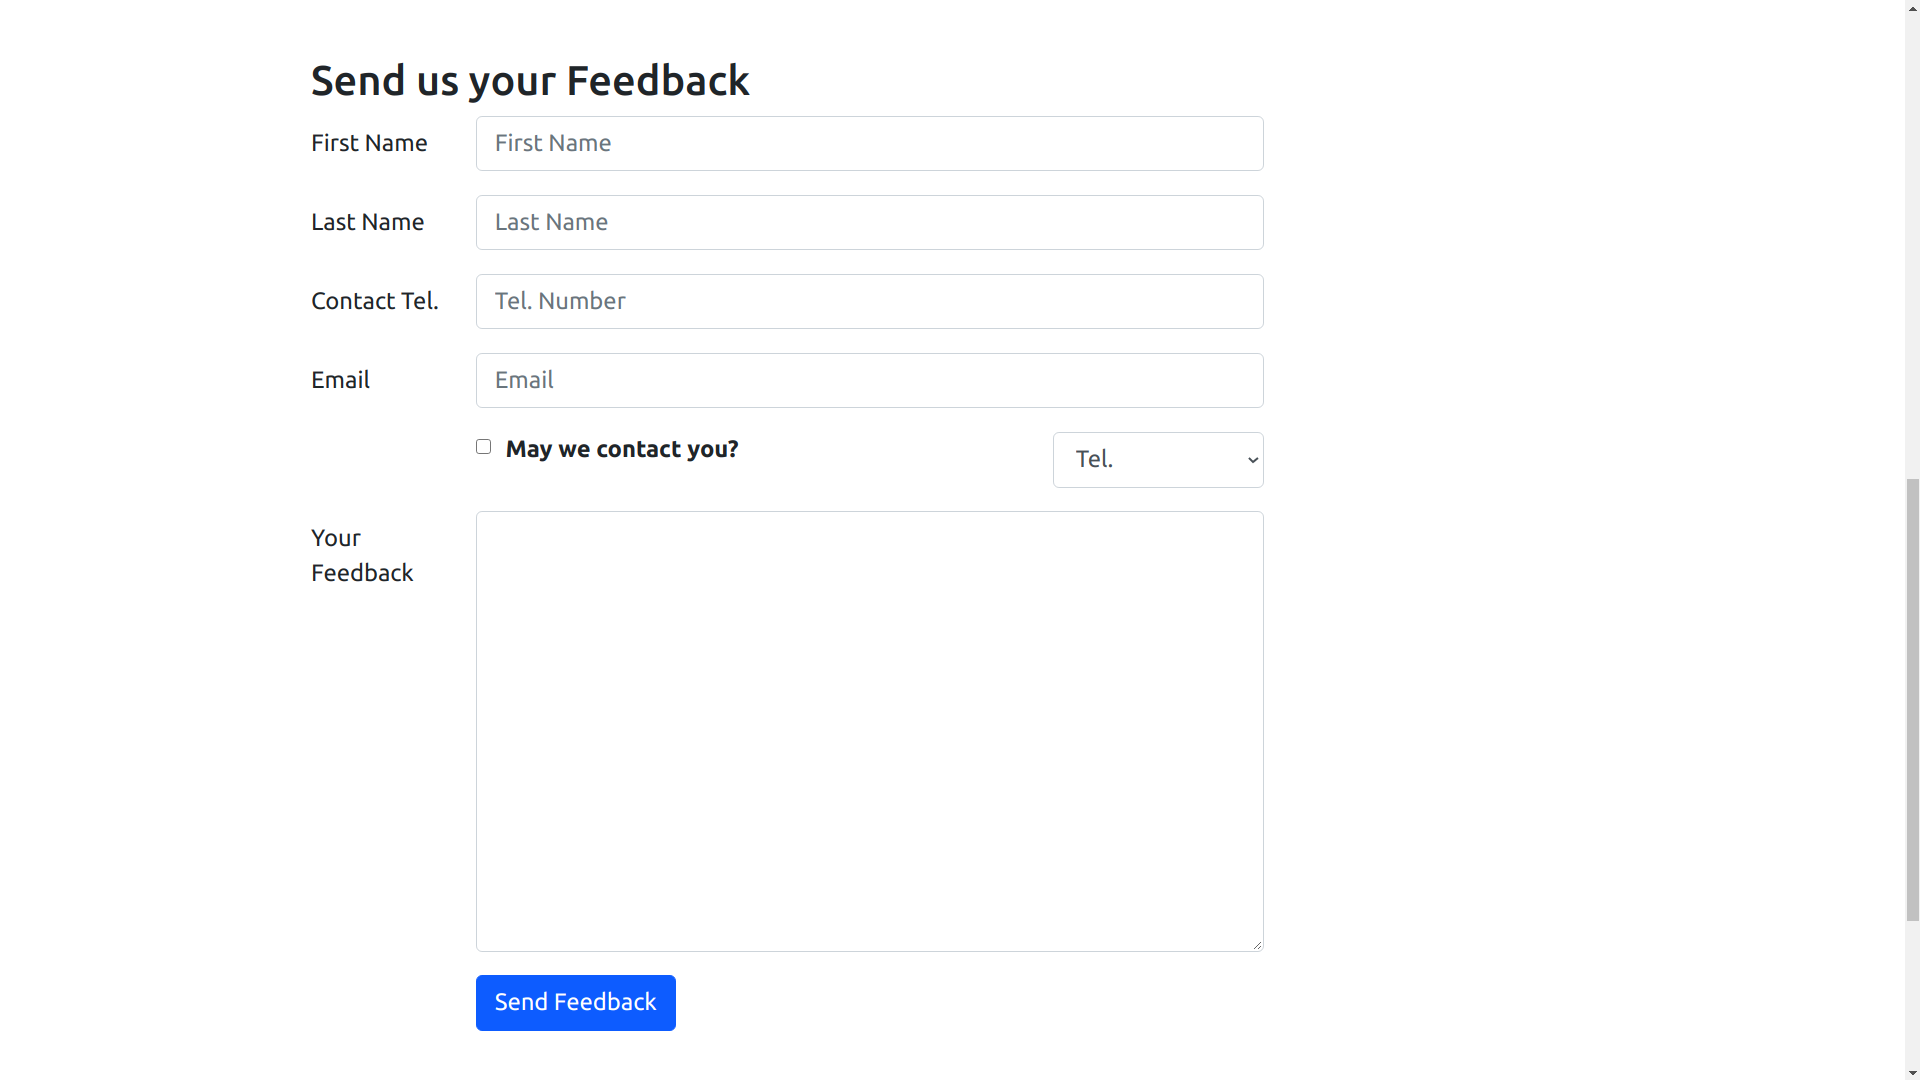 Send us your Feedback
First Name
First Name
Last Name
Last Name
Contact Tel.
Tel. Number
Email
Email
May we contact you?
Tel.
Your
Feedback
Send Feedback